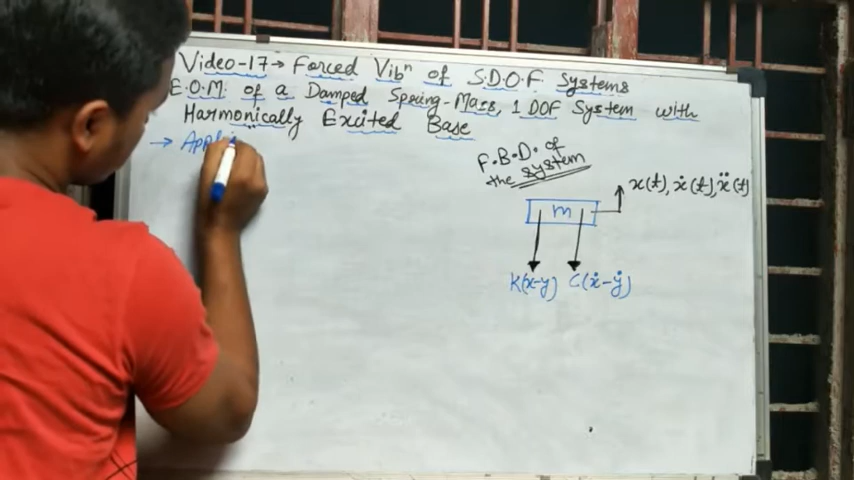 Video-17→ Forced Vibⁿ of S.D.O.F. Systems
E.O.M. of a Damped Spring-Mass, 1 DOF System with
Harmonically Excited Base
→ Appl
F.B.D. of
the system
m
x(t), ẋ(t), ẍ(t)
K(x-y) C(ẋ-ẏ)